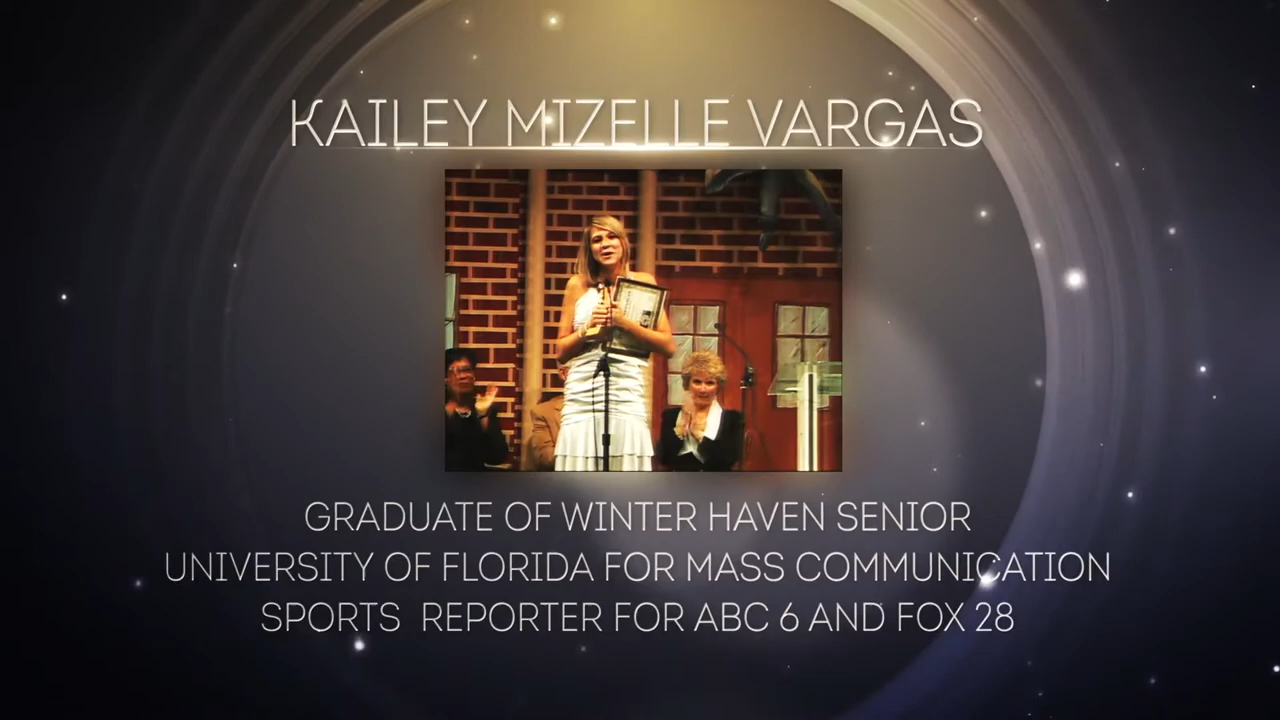 KAILEY MIZELLE VARGAS
GRADUATE OF WINTER HAVEN SENIOR
UNIVERSITY OF FLORIDA FOR MASS COMMUNICATION
SPORTS REPORTER FOR ABC 6 AND FOX 28